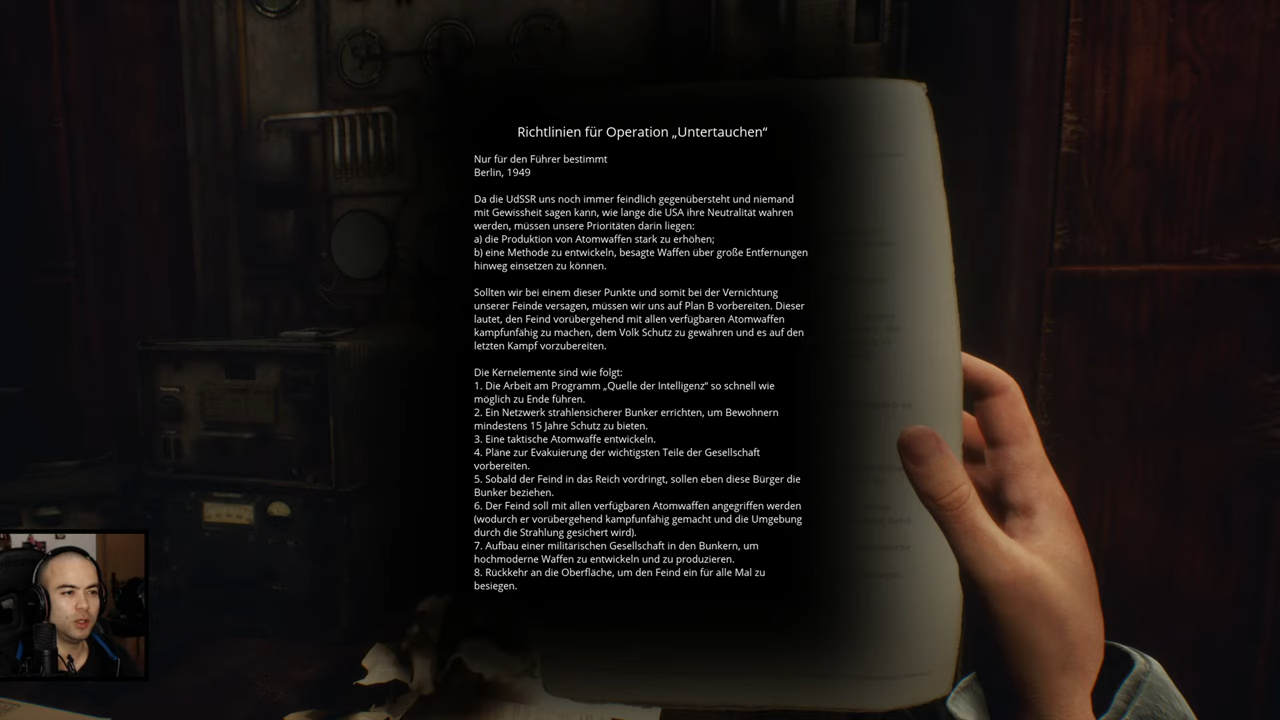 Richtlinien für Operation „Untertauchen“
Nur für den Führer bestimmt
Berlin, 1949
Da die UdSSR uns noch immer feindlich gegenübersteht und niemand
mit Gewissheit sagen kann, wie lange die USA ihre Neutralität wahren
werden, müssen unsere Prioritäten darin liegen:
a) die Produktion von Atomwaffen stark zu erhöhen;
b) eine Methode zu entwickeln, besagte Waffen über große Entfernungen
hinweg einsetzen zu können.
Sollten wir bei einem dieser Punkte und somit bei der Vernichtung
unserer Feinde versagen, müssen wir uns auf Plan B vorbereiten. Dieser
lautet, den Feind vorübergehend mit allen verfügbaren Atomwaffen
kampfunfähig zu machen, dem Volk Schutz zu gewähren und es auf den
letzten Kampf vorzubereiten.
Die Kernelemente sind wie folgt:
1. Die Arbeit am Programm „Quelle der Intelligenz“ so schnell wie
möglich zu Ende führen.
2. Ein Netzwerk strahlensicherer Bunker errichten, um Bewohnern
mindestens 15 Jahre Schutz zu bieten.
3. Eine taktische Atomwaffe entwickeln.
4. Pläne zur Evakuierung der wichtigsten Teile der Gesellschaft
vorbereiten.
5. Sobald der Feind in das Reich vordringt, sollen eben diese Bürger die
Bunker beziehen.
6. Der Feind soll mit allen verfügbaren Atomwaffen angegriffen werden
(wodurch er vorübergehend kampfunfähig gemacht und die Umgebung
durch die Strahlung gesichert wird).
7. Aufbau einer militärischen Gesellschaft in den Bunkern, um
hochmoderne Waffen zu entwickeln und zu produzieren.
8. Rückkehr an die Oberfläche, um den Feind ein für alle Mal zu
besiegen.